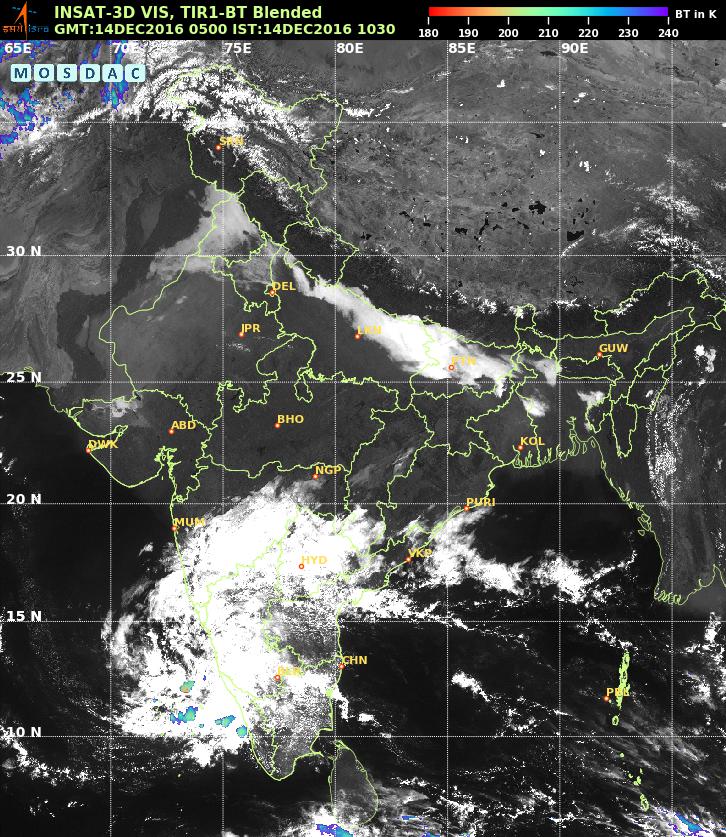 INSAT-3D VIS, TIR1-BT Blended
GMT:14DEC2016 0500 IST:14DEC2016 1030
BT in K
180 190 200 210 220 230 240
65E 70E 75E 80E 85E 90E
MOSDAC
SRN
30 N
DEL
JPR
LKN
GUW
PTN
25 N
ABD
BHO
DWK
KOL
NGP
20 N
PURI
MUM
VKP
HYD
15 N
CHN
PBL
10 N